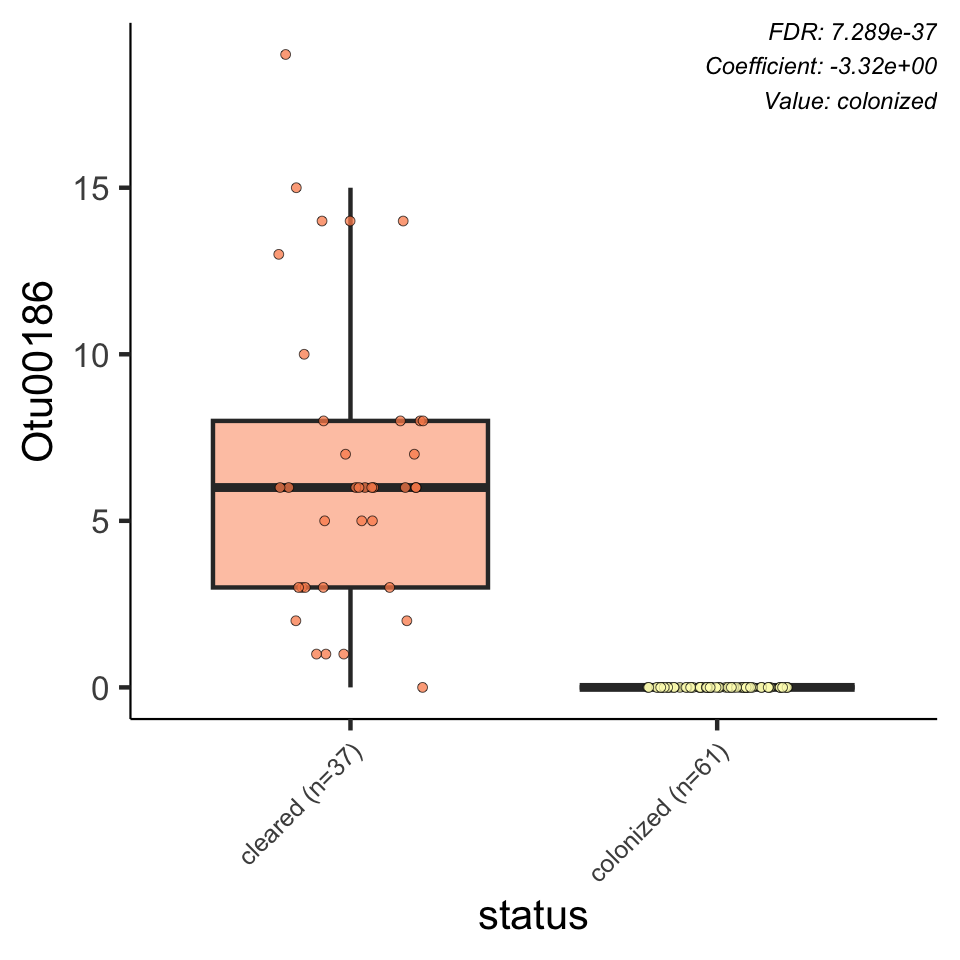 FDR: 7.289e-37
Coefficient: -3.32e+00
Value: colonized
15
10
5
0
Otu00186
cleared (n=37)
colonized (n=61)
status